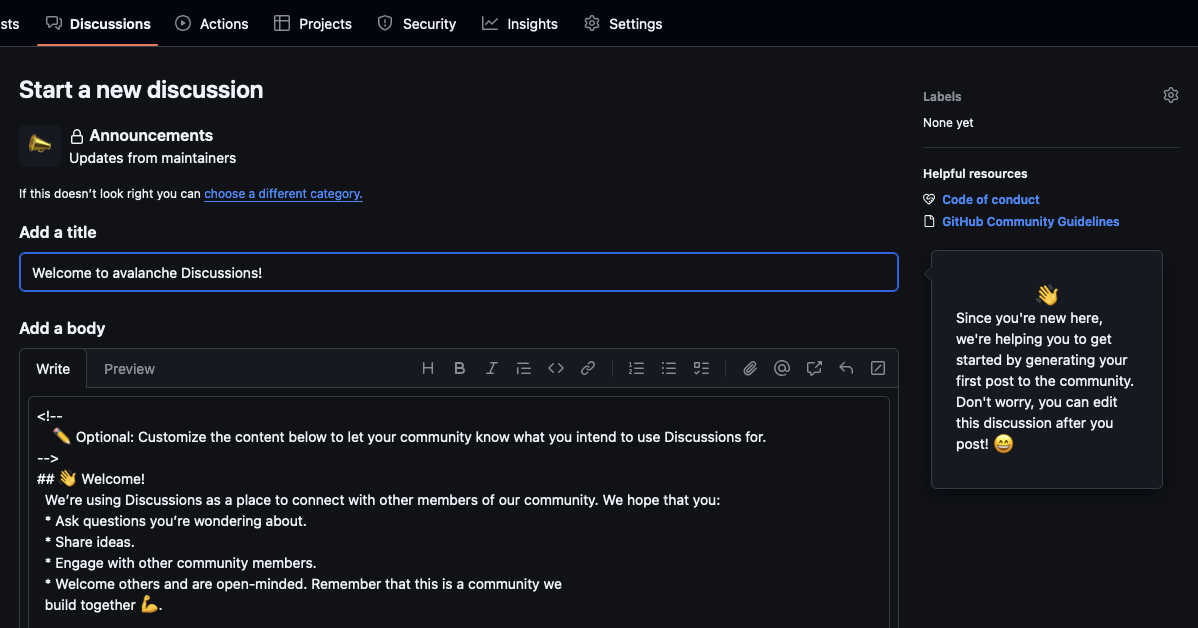 sts Discussions Actions Projects Security Insights Settings
Start a new discussion
Announcements
Updates from maintainers
If this doesn’t look right you can choose a different category.
Add a title
Welcome to avalanche Discussions!
Add a body
Write Preview
<!--
✏️ Optional: Customize the content below to let your community know what you intend to use Discussions for.
-->
## 👋 Welcome!
We’re using Discussions as a place to connect with other members of our community. We hope that you:
* Ask questions you’re wondering about.
* Share ideas.
* Engage with other community members.
* Welcome others and are open-minded. Remember that this is a community we
build together 💪.
Labels
None yet
Helpful resources
Code of conduct
GitHub Community Guidelines
👋
Since you're new here,
we're helping you to get
started by generating your
first post to the community.
Don't worry, you can edit
this discussion after you
post! 😄